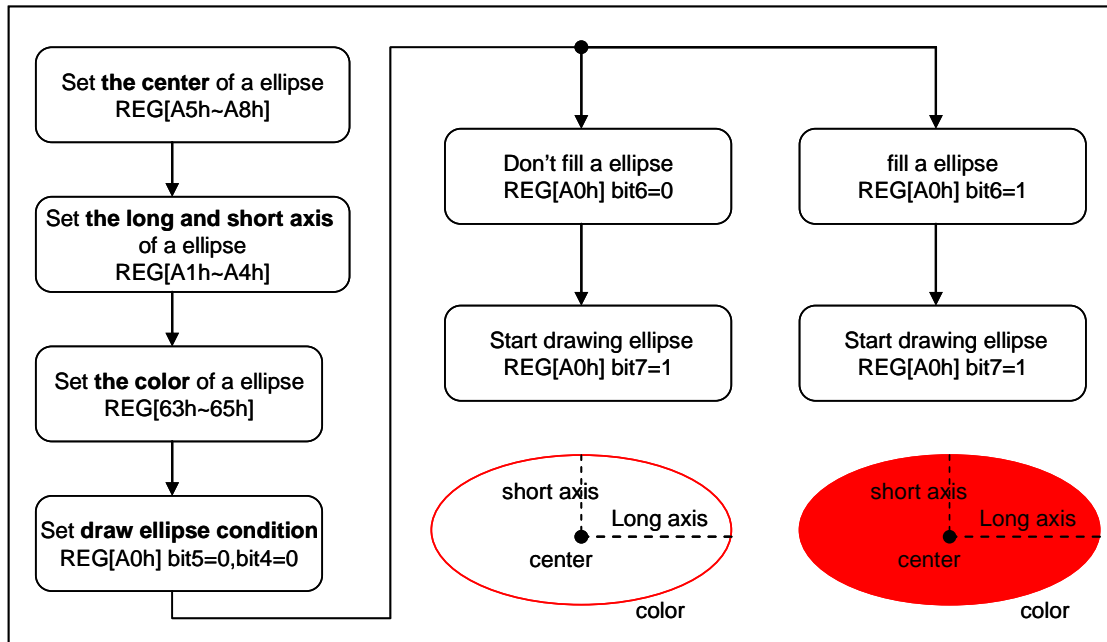 Set the center of a ellipse
REG[A5h~A8h]
Set the long and short axis
of a ellipse
REG[A1h~A4h]
Set the color of a ellipse
REG[63h~65h]
Set draw ellipse condition
REG[A0h] bit5=0,bit4=0
Don't fill a ellipse
REG[A0h] bit6=0
Start drawing ellipse
REG[A0h] bit7=1
short axis
Long axis
center
color
fill a ellipse
REG[A0h] bit6=1
Start drawing ellipse
REG[A0h] bit7=1
short axis
Long axis
center
color